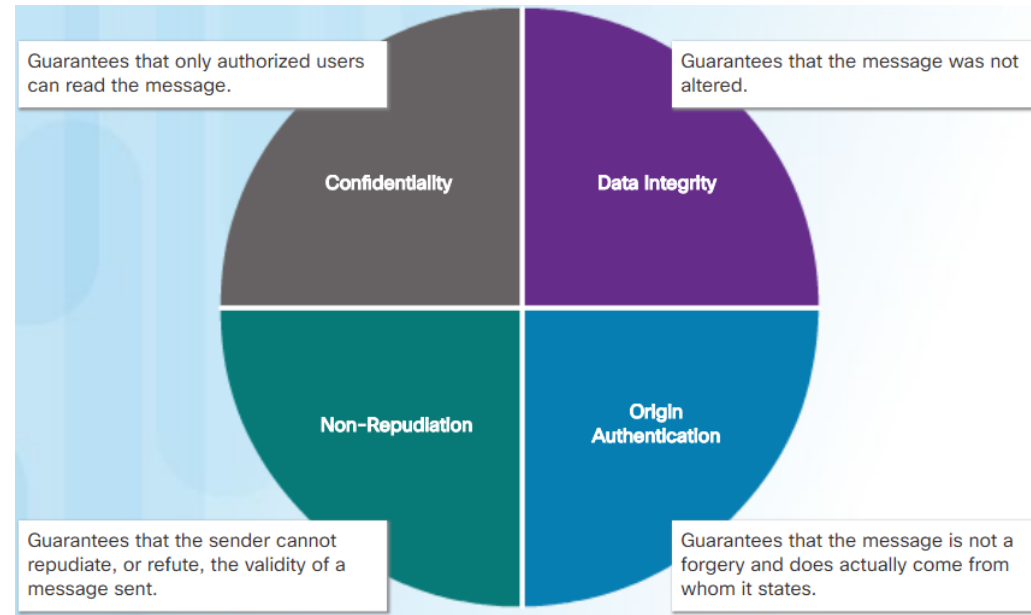 Guarantees that only authorized users
can read the message.
Guarantees that the message was not
altered.
Confidentiality
Data Integrity
Non-Repudiation
Origin
Authentication
Guarantees that the sender cannot
repudiate, or refute, the validity of a
message sent.
Guarantees that the message is not a
forgery and does actually come from
whom it states.